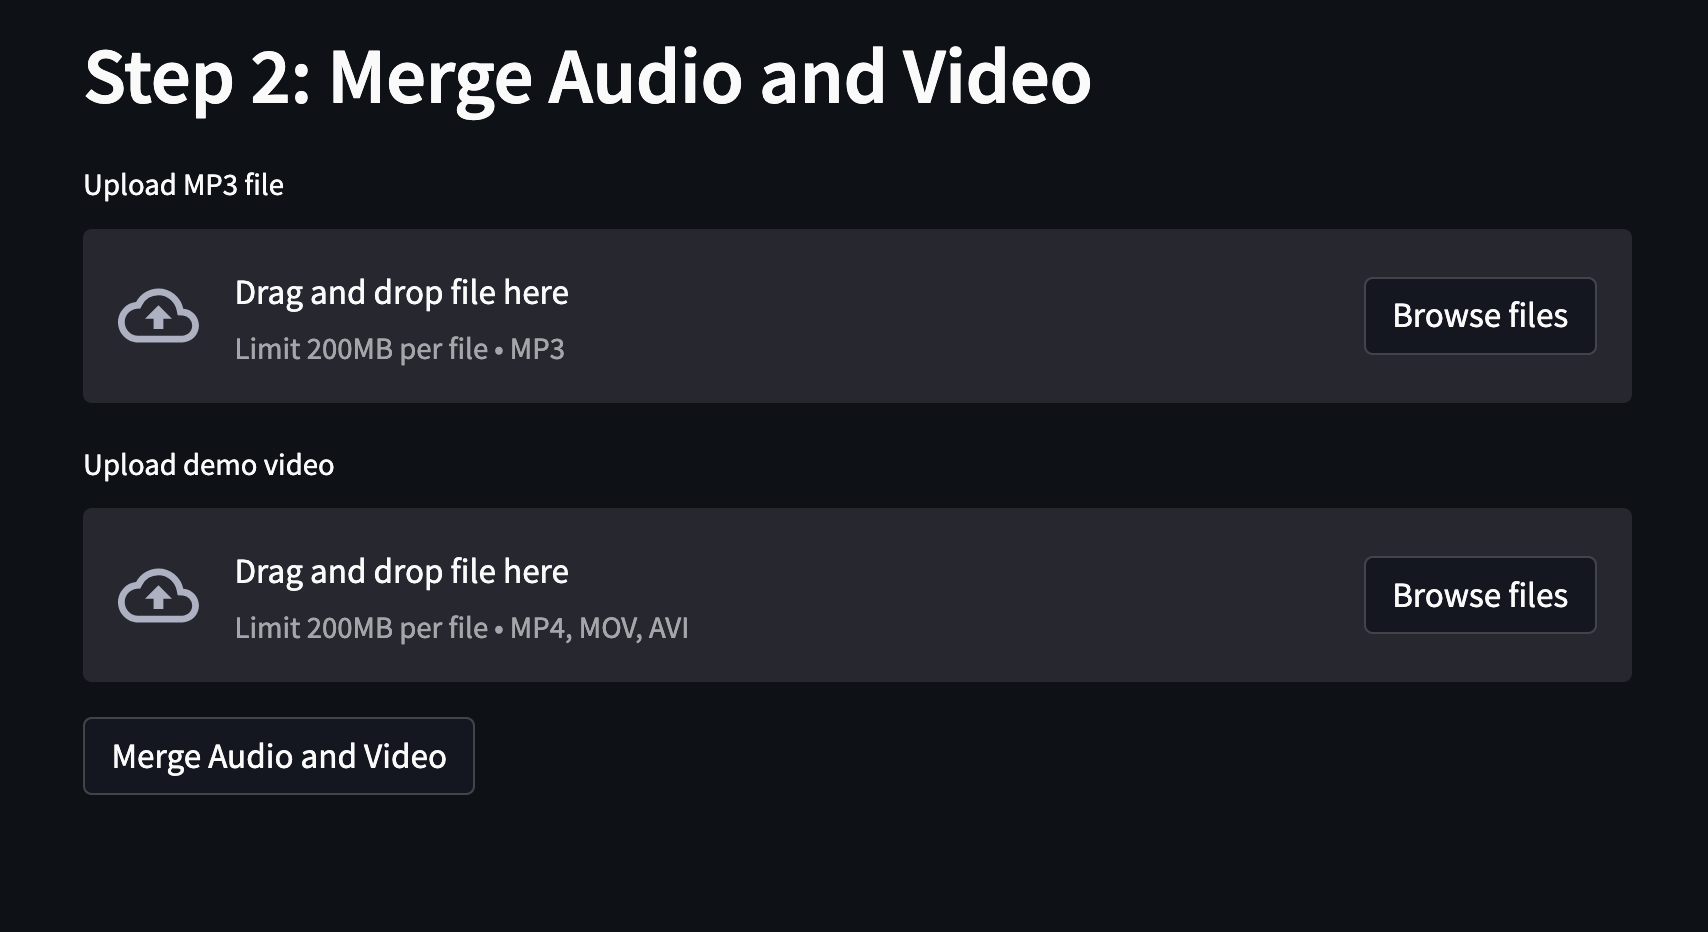 Step 2: Merge Audio and Video
Upload MP3 file
Drag and drop file here
Limit 200MB per file • MP3
Browse files
Upload demo video
Drag and drop file here
Limit 200MB per file • MP4, MOV, AVI
Browse files
Merge Audio and Video